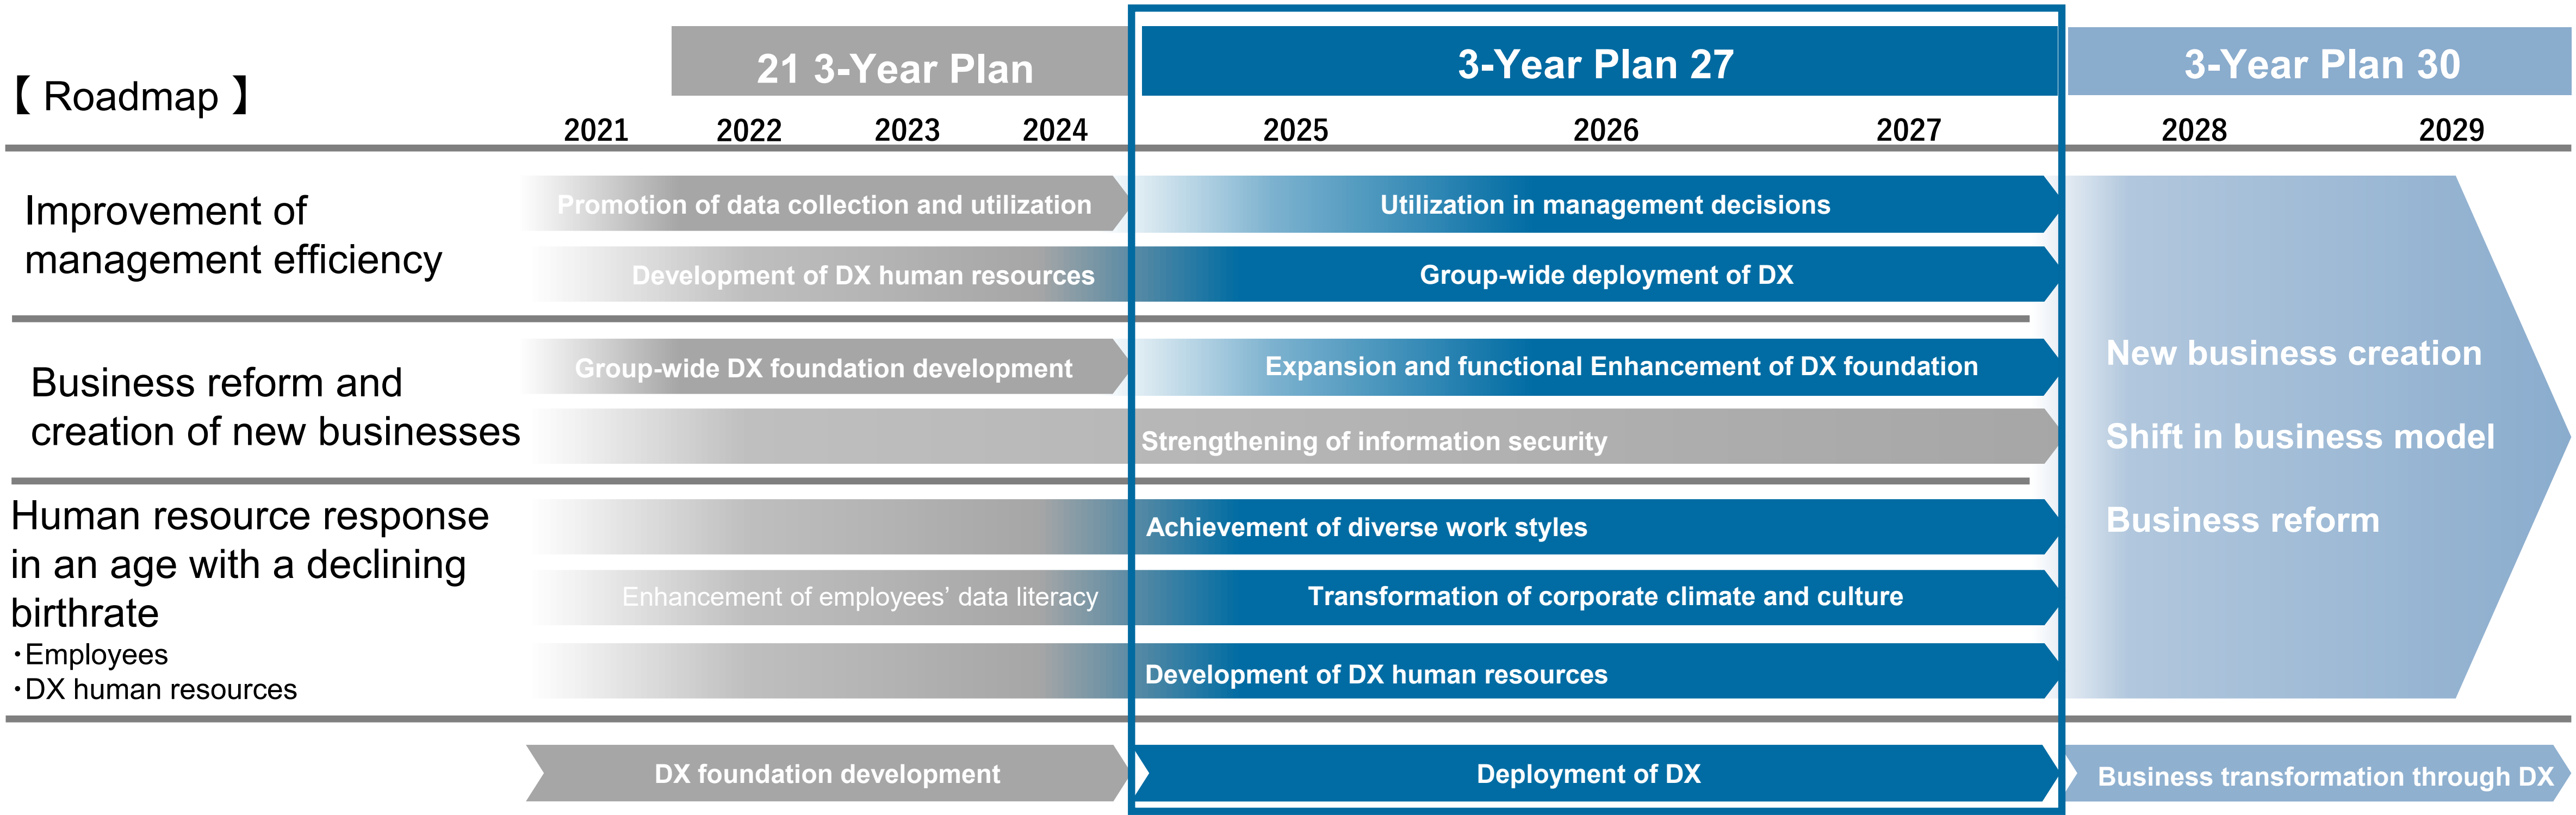 【 Roadmap 】
21 3-Year Plan
3-Year Plan 27
3-Year Plan 30
2021 2022 2023 2024 2025 2026 2027 2028 2029
Improvement of
management efficiency
Promotion of data collection and utilization
Utilization in management decisions
Development of DX human resources
Group-wide deployment of DX
Business reform and
creation of new businesses
Group-wide DX foundation development
Expansion and functional Enhancement of DX foundation
Strengthening of information security
Human resource response
in an age with a declining
birthrate
・Employees
・DX human resources
Achievement of diverse work styles
Enhancement of employees’ data literacy
Transformation of corporate climate and culture
Development of DX human resources
New business creation
Shift in business model
Business reform
DX foundation development
Deployment of DX
Business transformation through DX